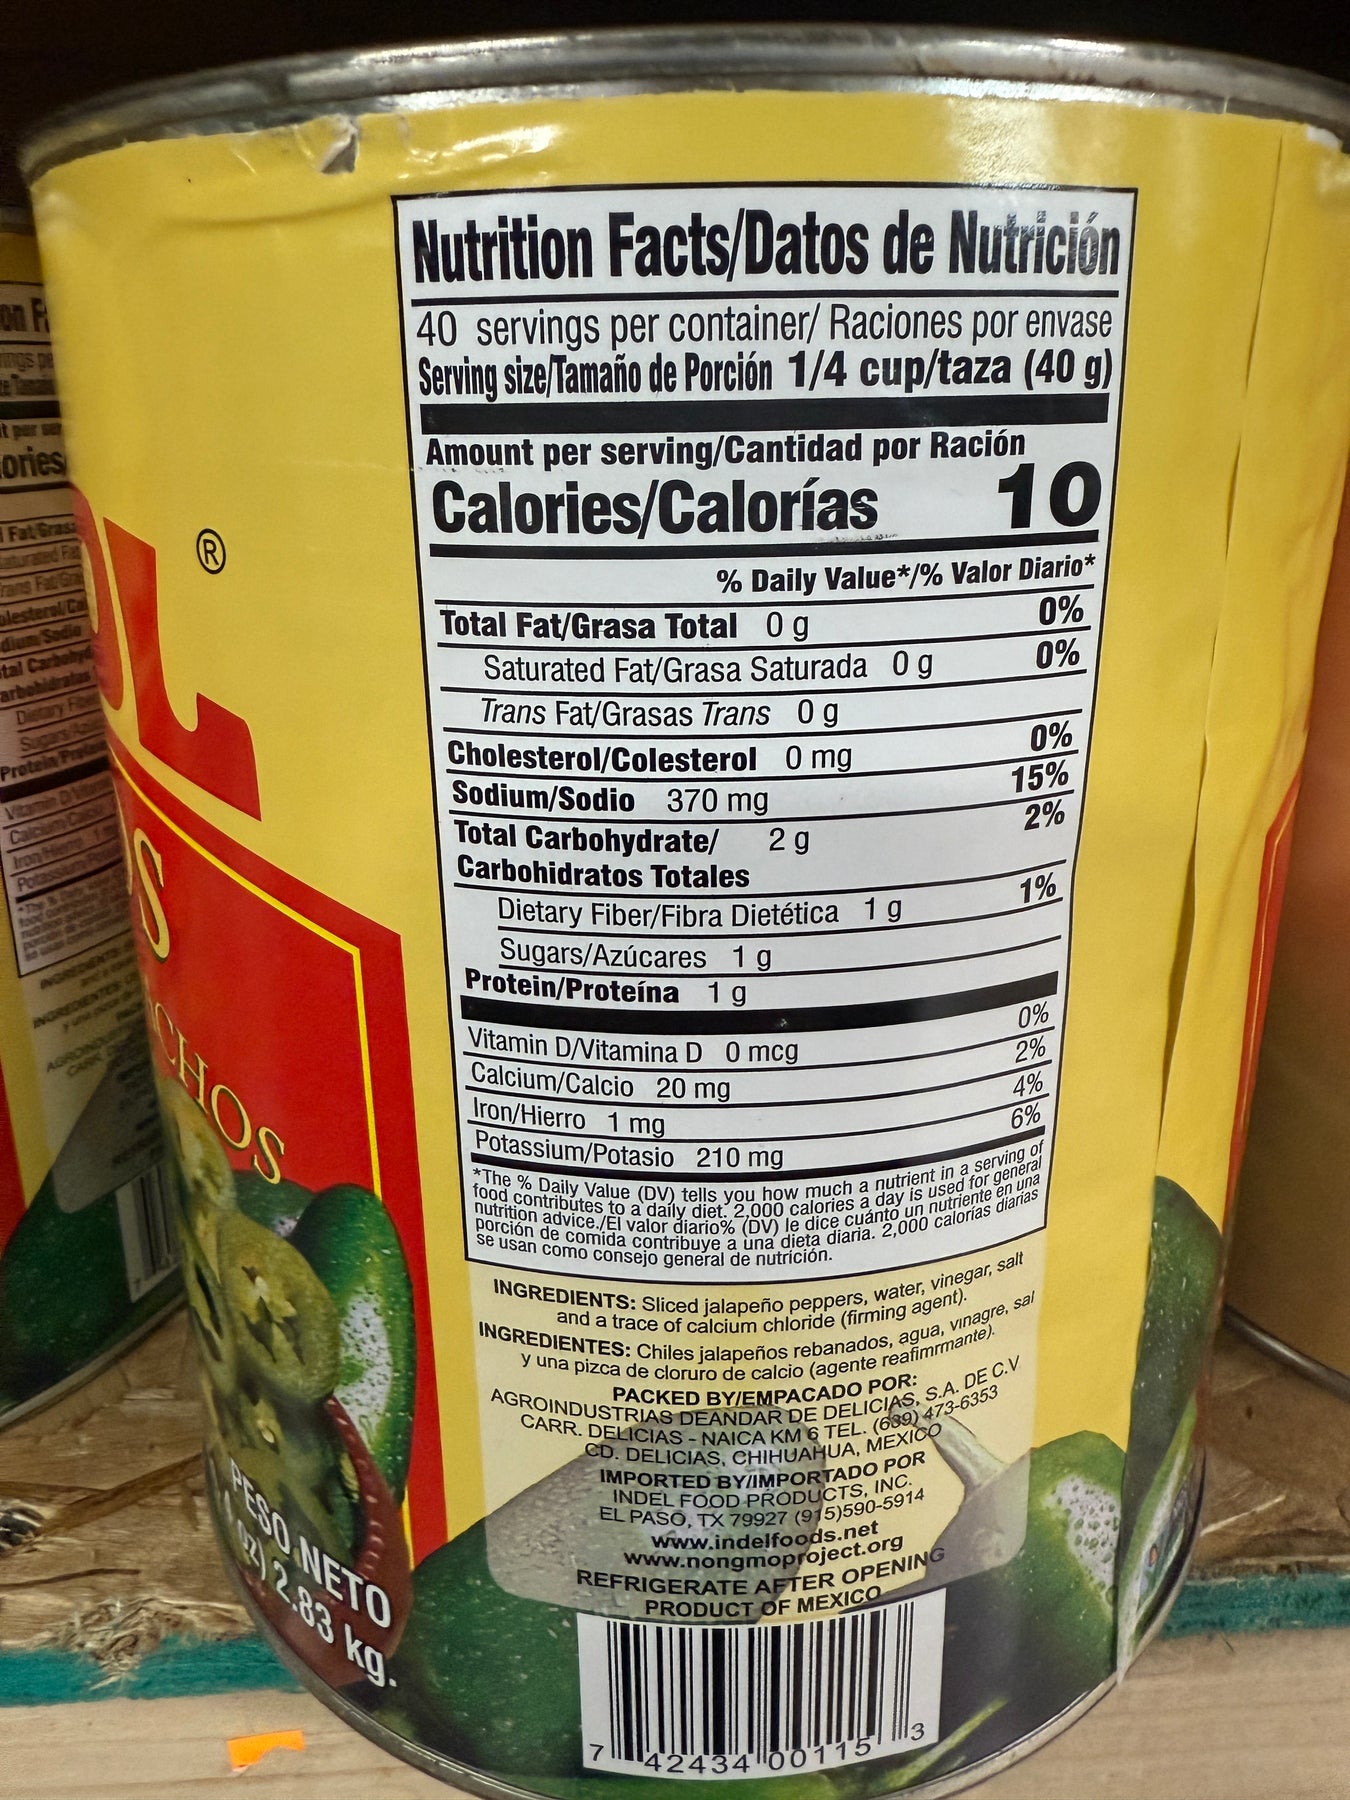 Nutrition Facts/Datos de Nutrición
40 servings per container/ Raciones por envase
Serving size/Tamaño de Porción 1/4 cup/taza (40 g)
Amount per serving/Cantidad por Ración
Calories/Calorías 10
% Daily Value*/% Valor Diario*
Total Fat/Grasa Total 0 g 0%
Saturated Fat/Grasa Saturada 0 g 0%
Trans Fat/Grasas Trans 0 g
Cholesterol/Colesterol 0 mg 0%
Sodium/Sodio 370 mg 15%
Total Carbohydrate/ 2 g 2%
Carbohidratos Totales
Dietary Fiber/Fibra Dietética 1 g 1%
Sugars/Azúcares 1 g
Protein/Proteína 1 g
Vitamin D/Vitamina D 0 mcg 0%
Calcium/Calcio 20 mg 2%
Iron/Hierro 1 mg 4%
Potassium/Potasio 210 mg 6%
*The % Daily Value (DV) tells you how much a nutrient in a serving of
food contributes to a daily diet. 2,000 calories a day is used for general
nutrition advice./El valor diario% (DV) le dice cuánto un nutriente en una
porción de comida contribuye a una dieta diaria. 2,000 calorías diarias
se usan como consejo general de nutrición.
INGREDIENTS: Sliced jalapeño peppers, water, vinegar, salt
and a trace of calcium chloride (firming agent).
INGREDIENTES: Chiles jalapeños rebanados, agua, vinagre, sal
y una pizca de cloruro de calcio (agente reafimrmante).
PACKED BY/EMPACADO POR:
AGROINDUSTRIAS DEANDAR DE DELICIAS, S.A. DE C.V
CARR. DELICIAS - NAICA KM 6 TEL. (639) 473-6353
CD. DELICIAS, CHIHUAHUA, MEXICO
IMPORTED BY/IMPORTADO POR
INDEL FOOD PRODUCTS, INC.
EL PASO, TX 79927 (915)590-5914
www.indelfoods.net
www.nongmoproject.org
REFRIGERATE AFTER OPENING
PRODUCT OF MEXICO
7 42434 00115 3
®
CHOS
PESO NETO
OZ) 2.83 kg.